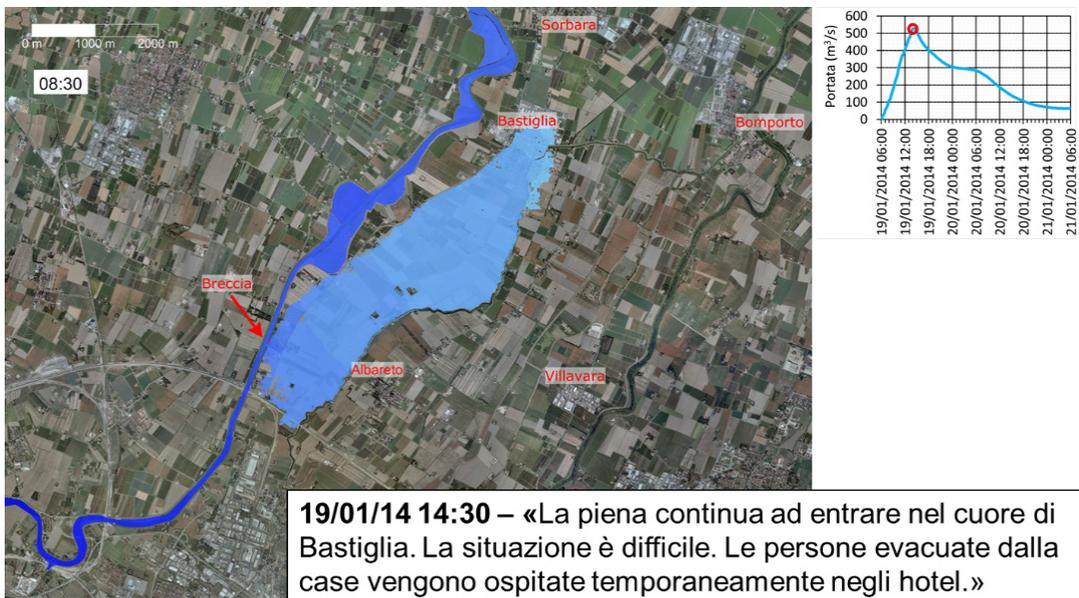 0 m 1000 m 2000 m
08:30
Sorbara
Bastiglia
Bomporto
Breccia
Albareto
Villavara
Portata (m³/s)
600
500
400
300
200
100
0
19/01/2014 06:00
19/01/2014 12:00
19/01/2014 18:00
20/01/2014 00:00
20/01/2014 06:00
20/01/2014 12:00
20/01/2014 18:00
21/01/2014 00:00
21/01/2014 06:00
19/01/14 14:30 – «La piena continua ad entrare nel cuore di
Bastiglia. La situazione è difficile. Le persone evacuate dalla
case vengono ospitate temporaneamente negli hotel.»